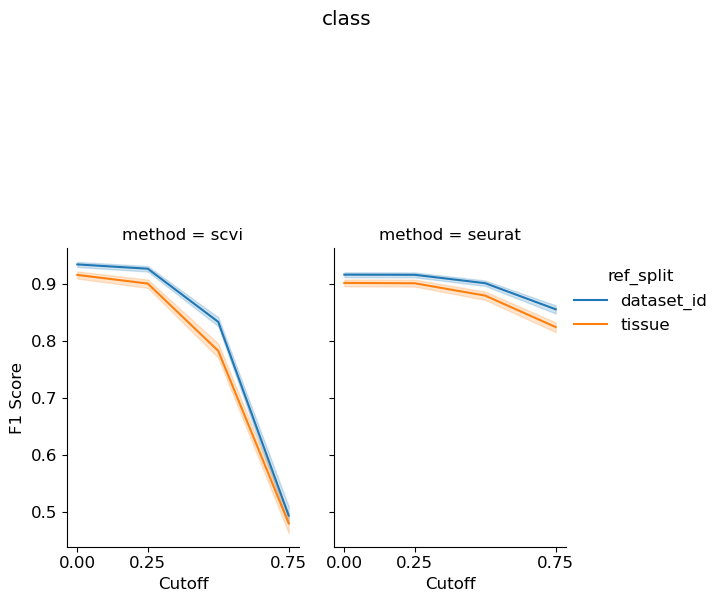 class
method = scvi
method = seurat
0.9
0.8
0.7
0.6
0.5
F1 Score
0.00 0.25 0.75
Cutoff
0.00 0.25 0.75
Cutoff
ref_split
dataset_id
tissue